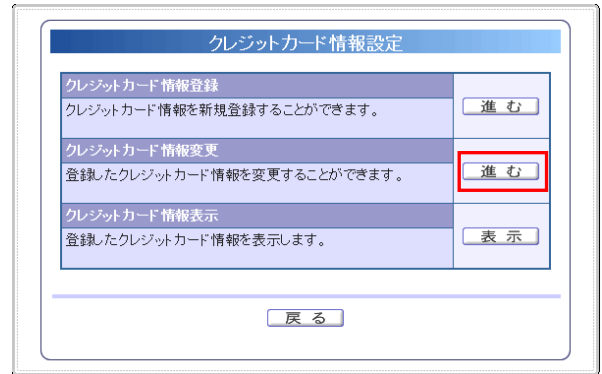 クレジットカード情報設定
クレジットカード情報登録
クレジットカード情報を新規登録することができます。
進 む
クレジットカード情報変更
登録したクレジットカード情報を変更することができます。
進 む
クレジットカード情報表示
登録したクレジットカード情報を表示します。
表 示
戻 る